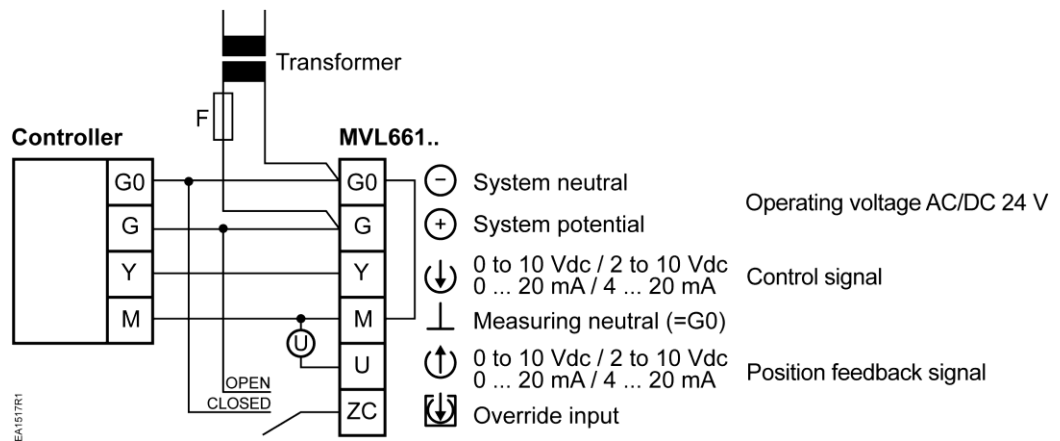 Transformer
F
Controller
MVL661..
G0
G0
System neutral
G
G
System potential
Operating voltage AC/DC 24 V
Y
Y
0 to 10 Vdc / 2 to 10 Vdc
0 ... 20 mA / 4 ... 20 mA
Control signal
M
M
Measuring neutral (=G0)
U
U
0 to 10 Vdc / 2 to 10 Vdc
0 ... 20 mA / 4 ... 20 mA
Position feedback signal
OPEN
CLOSED
ZC
Override input
EA1517R1